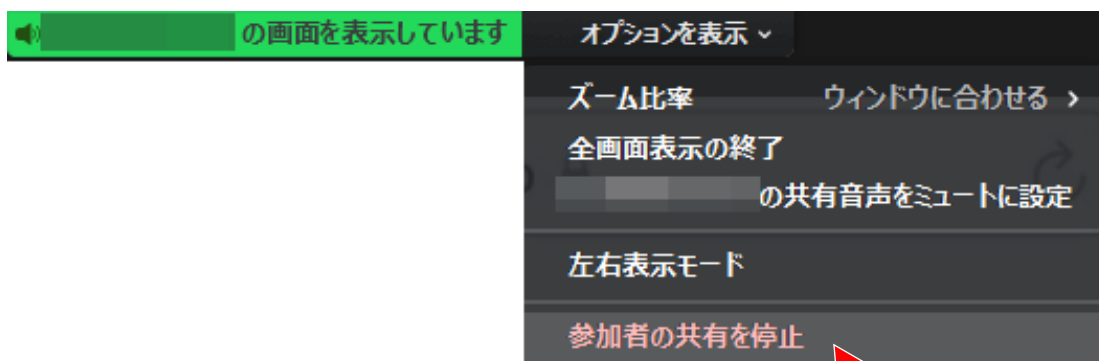 の画面を表示しています オプションを表示
ズーム比率 ウィンドウに合わせる
全画面表示の終了
の共有音声をミュートに設定
左右表示モード
参加者の共有を停止